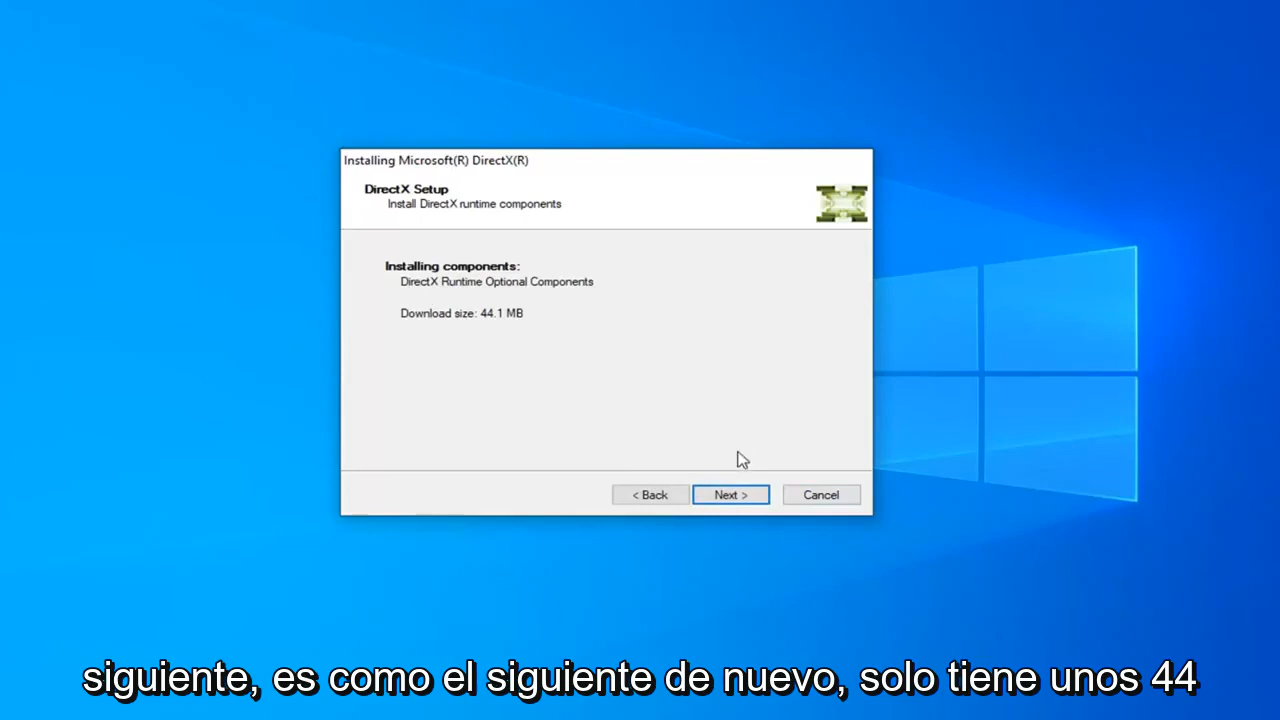 Installing Microsoft(R) DirectX(R)
DirectX Setup
Install DirectX runtime components
Installing components:
DirectX Runtime Optional Components
Download size: 44.1 MB
< Back
Next >
Cancel
siguiente, es como el siguiente de nuevo, solo tiene unos 44